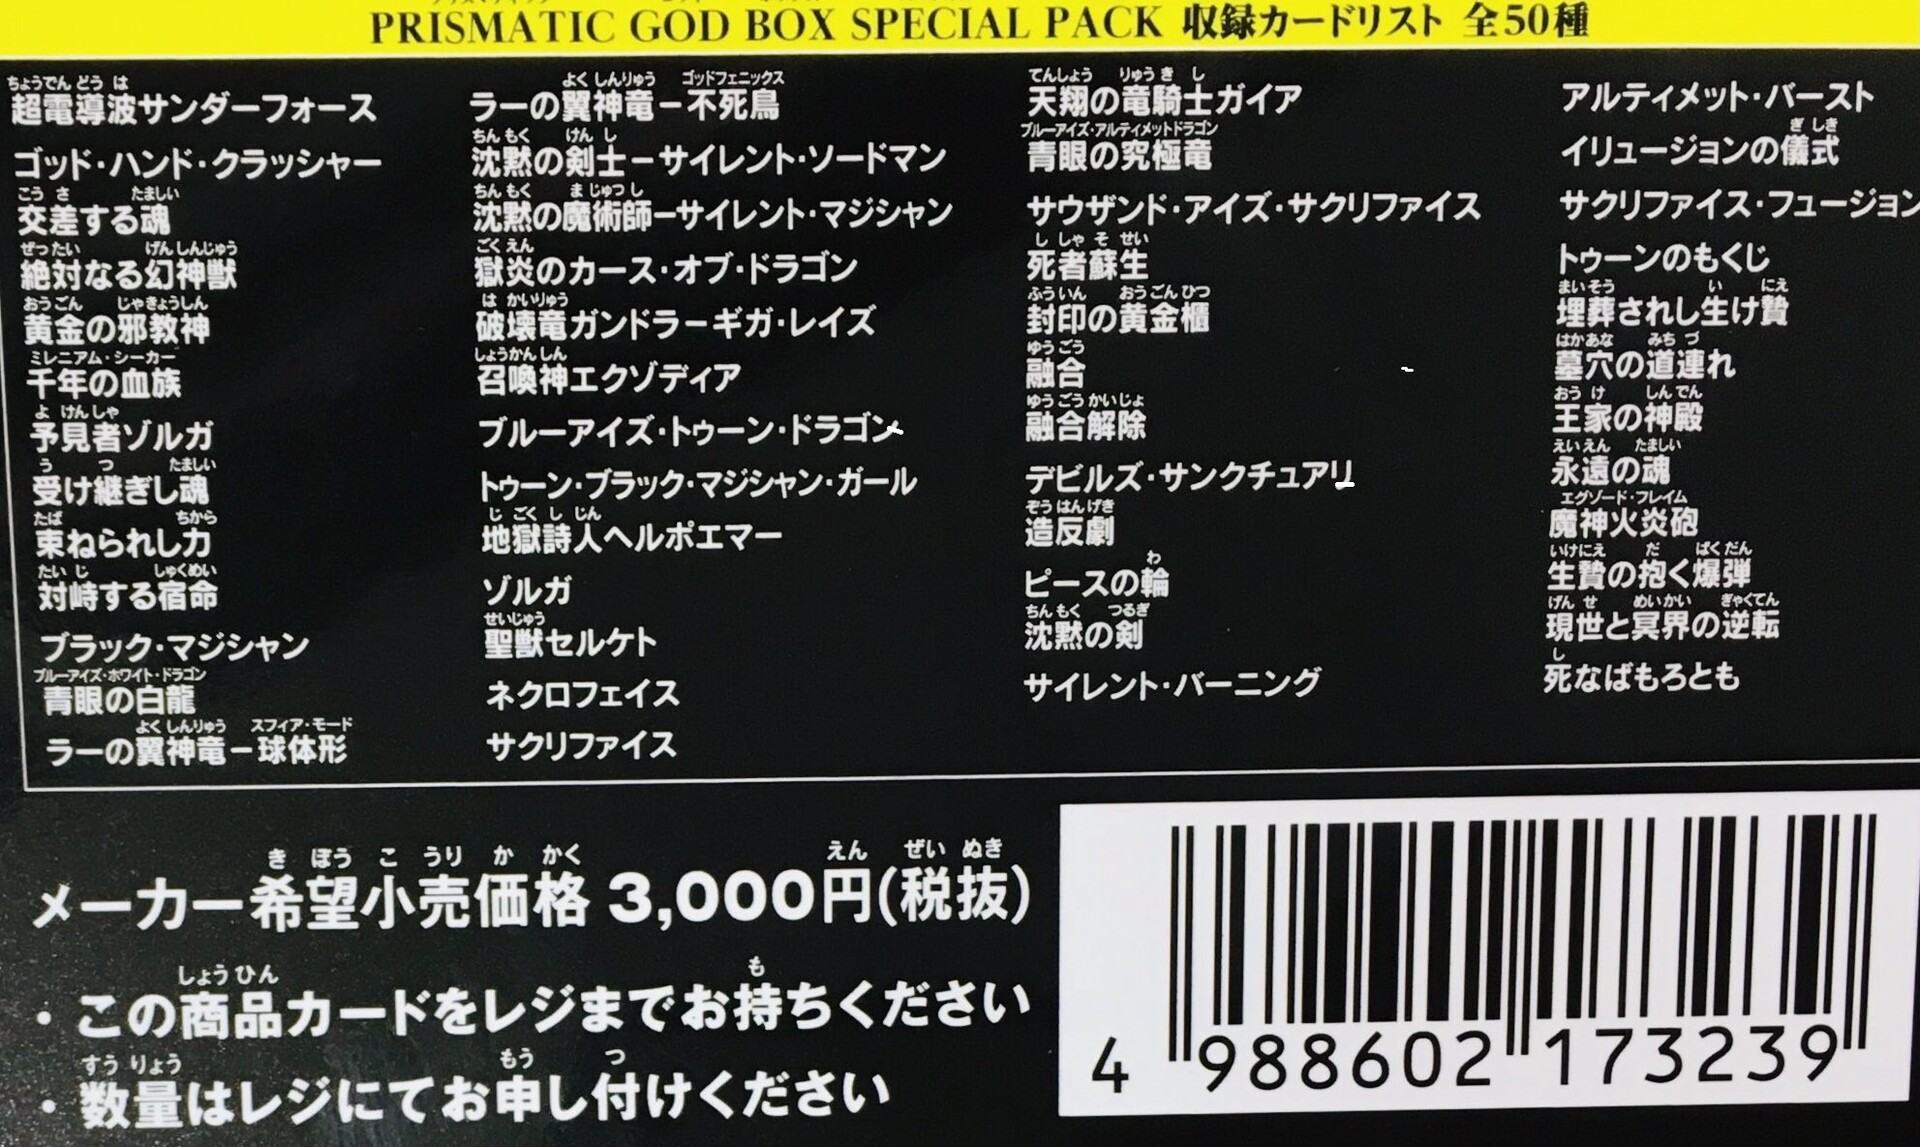 PRISMATIC GOD BOX SPECIAL PACK 収録カードリスト 全50種
超電導波サンダーフォース
ゴッド・ハンド・クラッシャー
交差する魂
絶対なる幻神獣
黄金の邪教神
千年の血族
予見者ゾルガ
受け継ぎし魂
束ねられし力
対峙する宿命
ブラック・マジシャン
青眼の白龍
ラーの翼神竜-球体形
ラーの翼神竜-不死鳥
沈黙の剣士-サイレント・ソードマン
沈黙の魔術師-サイレント・マジシャン
獄炎のカース・オブ・ドラゴン
破壊竜ガンドラ-ギガ・レイズ
召喚神エクゾディア
ブルーアイズ・トゥーン・ドラゴン
トゥーン・ブラック・マジシャン・ガール
地獄詩人ヘルポエマー
ゾルガ
聖獣セルケト
ネクロフェイス
サクリファイス
天翔の竜騎士ガイア
青眼の究極竜
サウザンド・アイズ・サクリファイス
死者蘇生
封印の黄金櫃
融合
融合解除
デビルズ・サンクチュアリ
造反劇
ピースの輪
沈黙の剣
サイレント・バーニング
アルティメット・バースト
イリュージョンの儀式
サクリファイス・フュージョン
トゥーンのもくじ
埋葬されし生け贄
墓穴の道連れ
王家の神殿
永遠の魂
魔神火炎砲
生贄の抱く爆弾
現世と冥界の逆転
死なばもろとも
メーカー希望小売価格 3,000円(税抜)
・この商品カードをレジまでお持ちください
・数量はレジにてお申し付けください
4 988602 173239